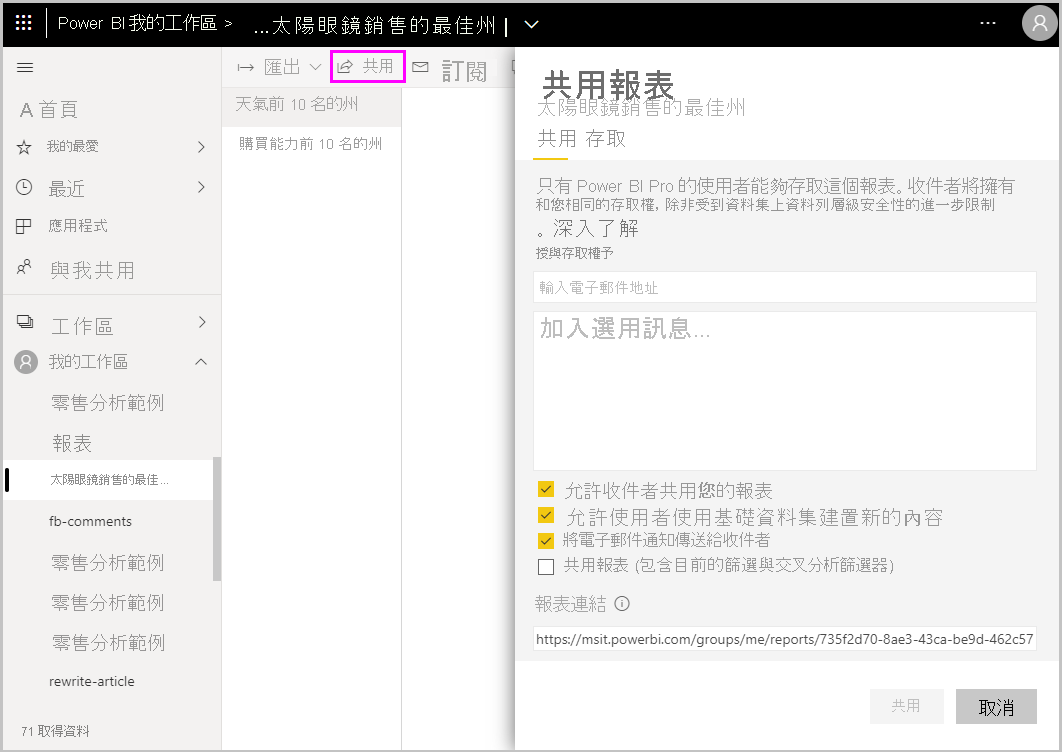 Power BI 我的工作區 > ...太陽眼鏡銷售的最佳州 |
匯出 共用 訂閱
A 首頁
我的最愛
最近
應用程式
與我共用
工作區
我的工作區
零售分析範例
報表
太陽眼鏡銷售的最佳...
fb-comments
零售分析範例
零售分析範例
零售分析範例
rewrite-article
71 取得資料
天氣前 10 名的州
購買能力前 10 名的州
共用報表
太陽眼鏡銷售的最佳州
共用 存取
只有 Power BI Pro 的使用者能夠存取這個報表。收件者將擁有
和您相同的存取權, 除非受到資料集上資料列層級安全性的進一步限制
。深入了解
授與存取權予
輸入電子郵件地址
加入選用訊息...
允許收件者共用您的報表
允許使用者使用基礎資料集建置新的內容
將電子郵件通知傳送給收件者
共用報表 (包含目前的篩選與交叉分析篩選器)
報表連結
https://msit.powerbi.com/groups/me/reports/735f2d70-8ae3-43ca-be9d-462c57
共用 取消